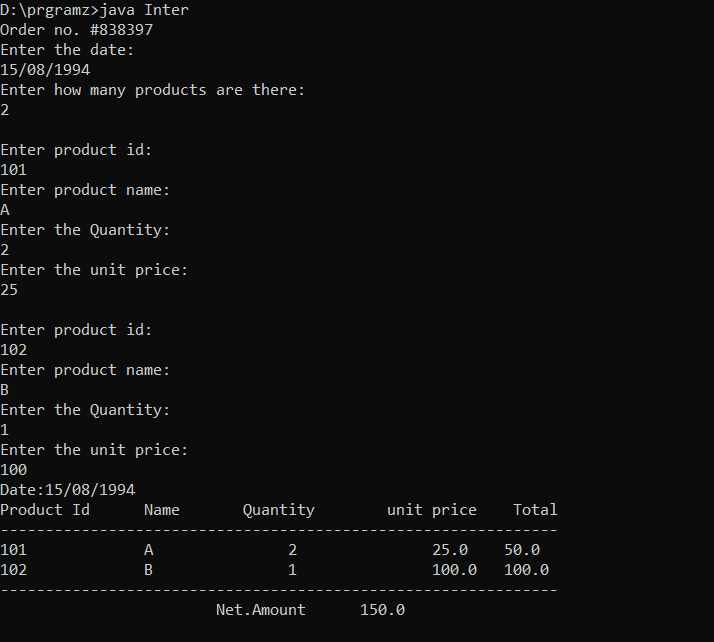 D:\prgramz>java Inter
Order no. #838397
Enter the date:
15/08/1994
Enter how many products are there:
2

Enter product id:
101
Enter product name:
A
Enter the Quantity:
2
Enter the unit price:
25

Enter product id:
102
Enter product name:
B
Enter the Quantity:
1
Enter the unit price:
100
Date:15/08/1994
Product Id      Name       Quantity        unit price    Total
--------------------------------------------------------------
101             A               2               25.0    50.0
102             B               1               100.0   100.0
--------------------------------------------------------------
                        Net.Amount      150.0